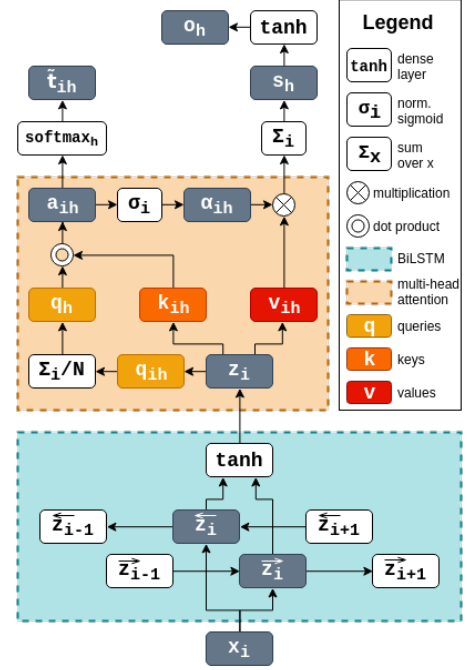 o_h
tanh
t̃_ih
s_h
softmax_h
Σ_i
a_ih
σ_i
α_ih
q_h
k_ih
v_ih
Σ_i/N
q_ih
z_i
tanh
z⃖_i-1
z⃖_i
z⃖_i+1
z⃗_i-1
z⃗_i
z⃗_i+1
x_i
Legend
tanh
dense
layer
σ_i
norm.
sigmoid
Σ_x
sum
over x
multiplication
dot product
BiLSTM
multi-head
attention
q
queries
k
keys
v
values